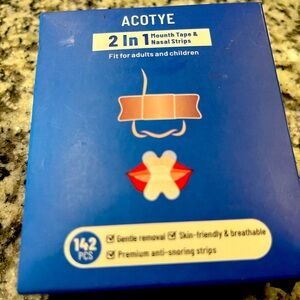 ACOTYE
2 In 1 Mounth Tape &
Nasal Strips
Fit for adults and children
142
PCS
Gentle removal Skin-friendly & breathable
Premium anti-snoring strips